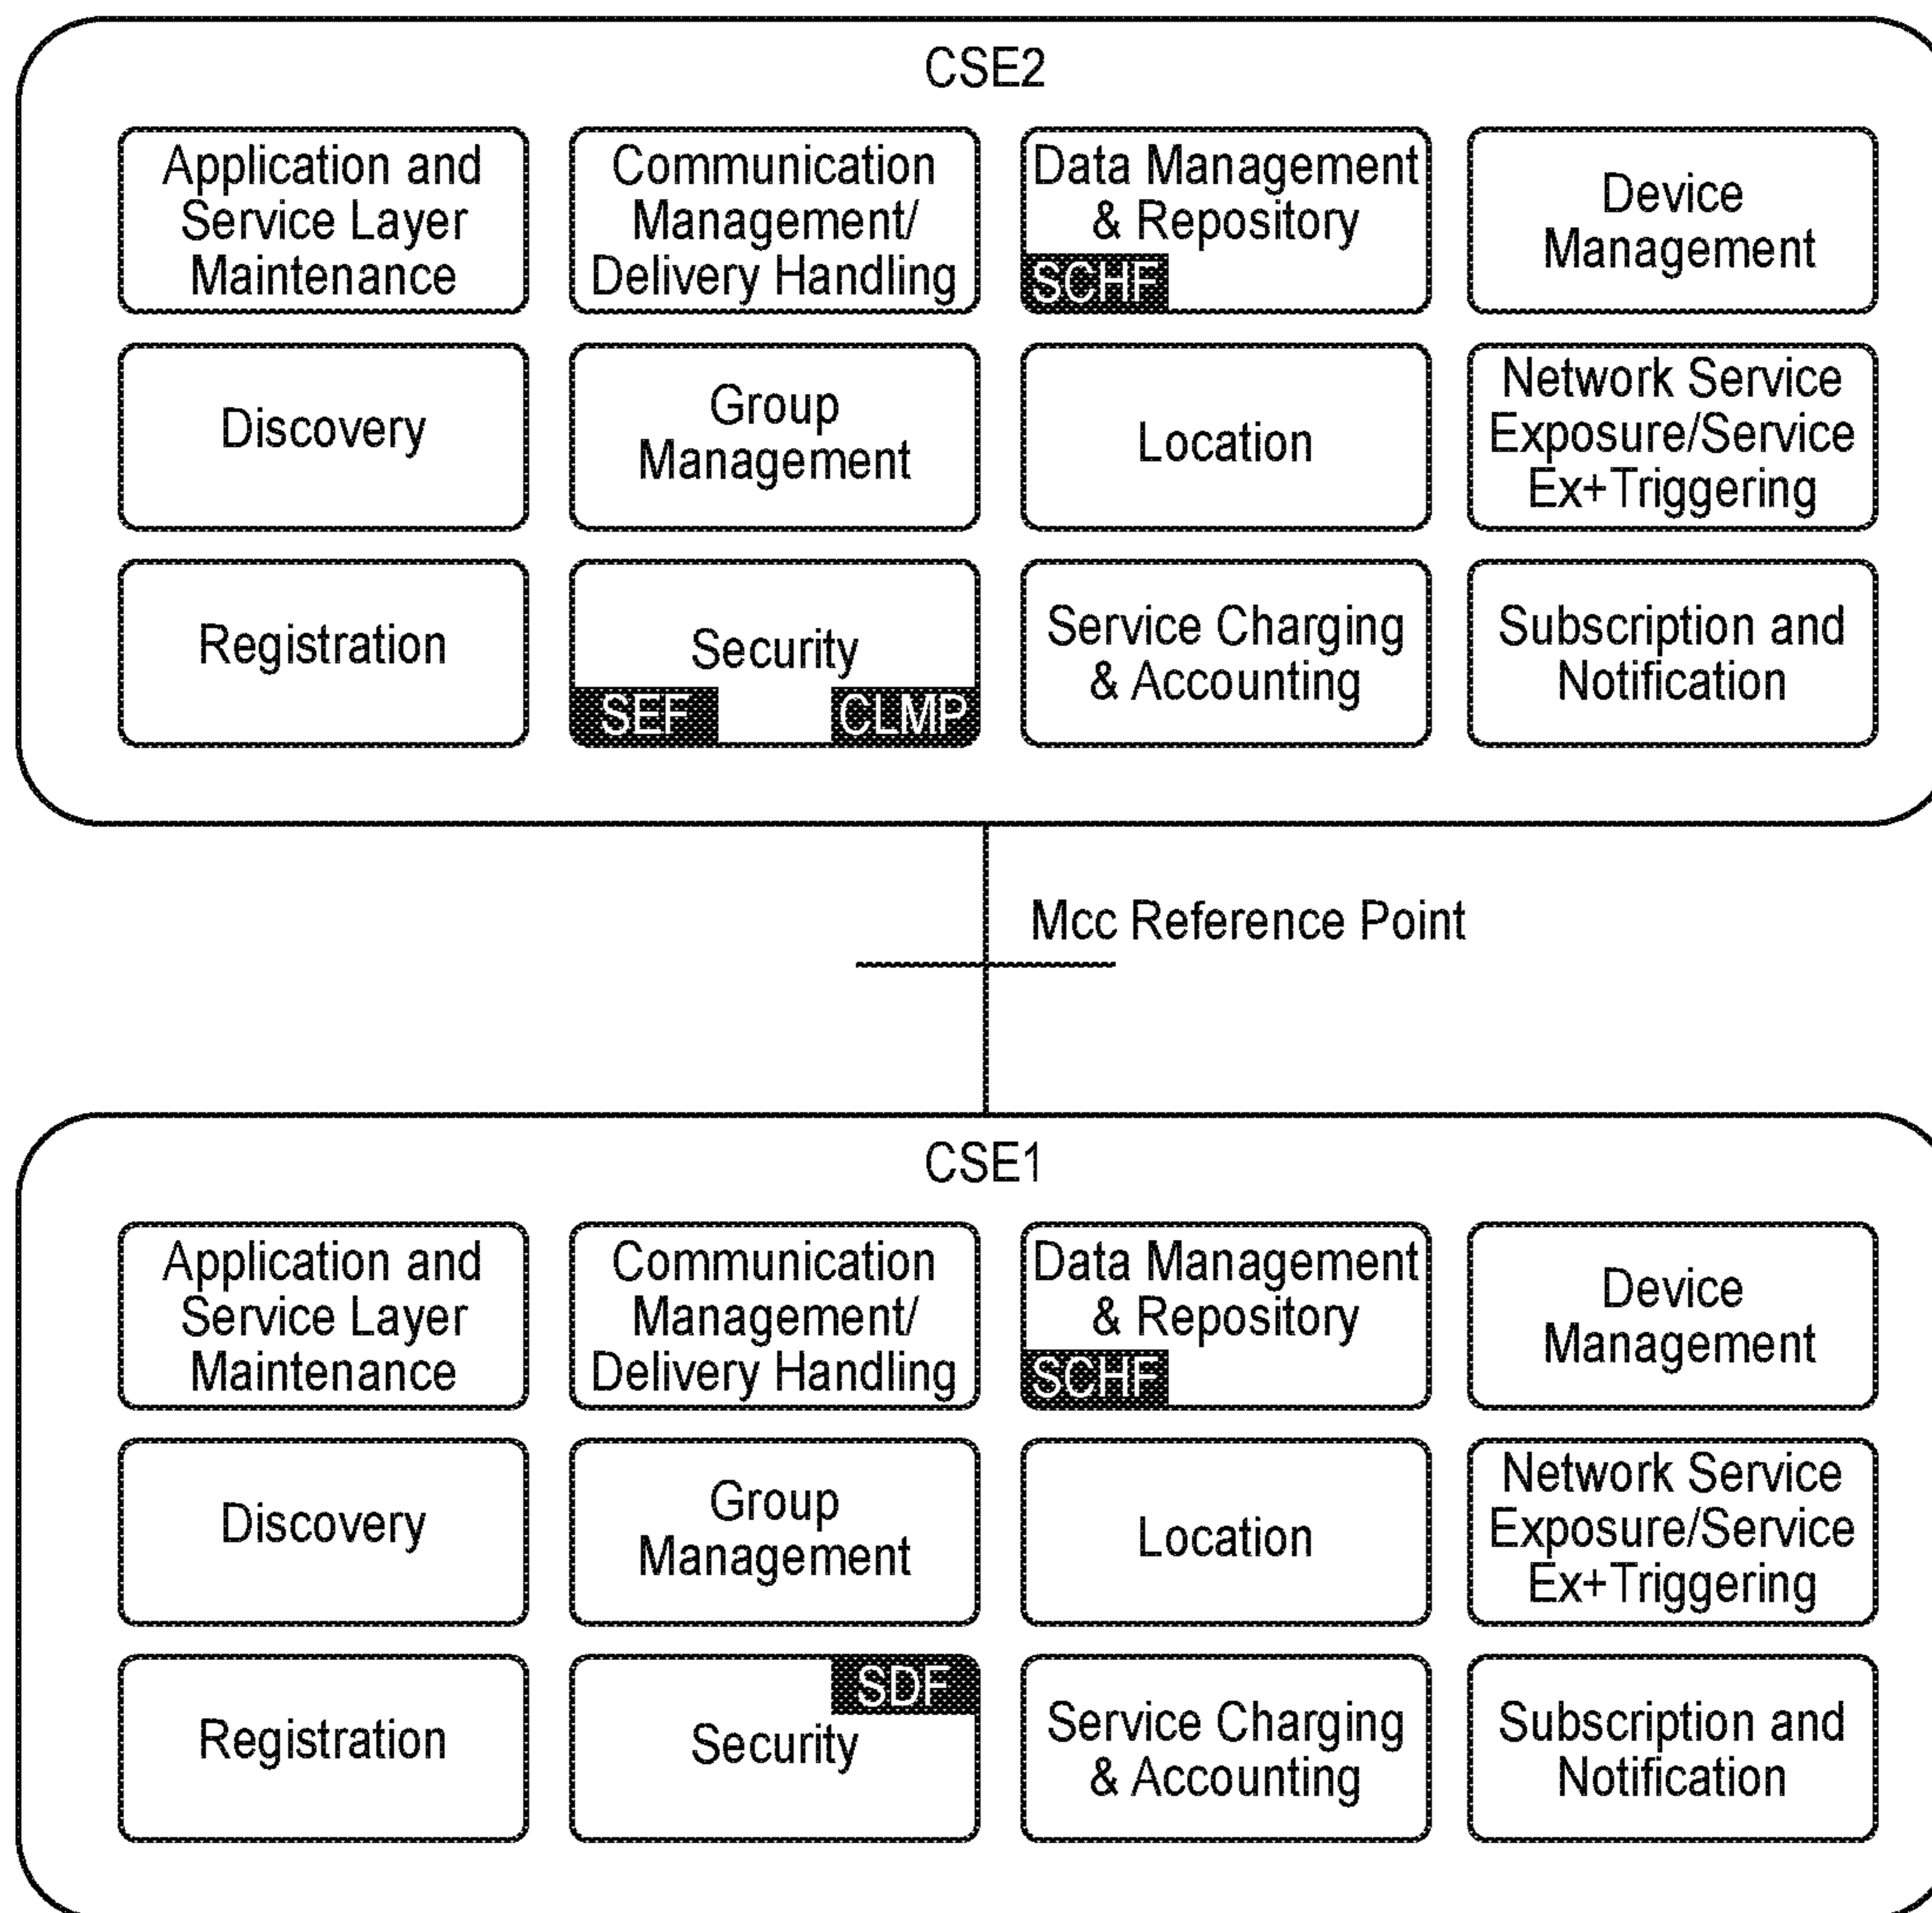 CSE2
Application and
Service Layer
Maintenance
Communication
Management/
Delivery Handling
Data Management
& Repository
SCHF
Device
Management
Discovery
Group
Management
Location
Network Service
Exposure/Service
Ex+Triggering
Registration
Security
SEF
CLMP
Service Charging
& Accounting
Subscription and
Notification
Mcc Reference Point
CSE1
Application and
Service Layer
Maintenance
Communication
Management/
Delivery Handling
Data Management
& Repository
SCHF
Device
Management
Discovery
Group
Management
Location
Network Service
Exposure/Service
Ex+Triggering
Registration
SDF
Security
Service Charging
& Accounting
Subscription and
Notification